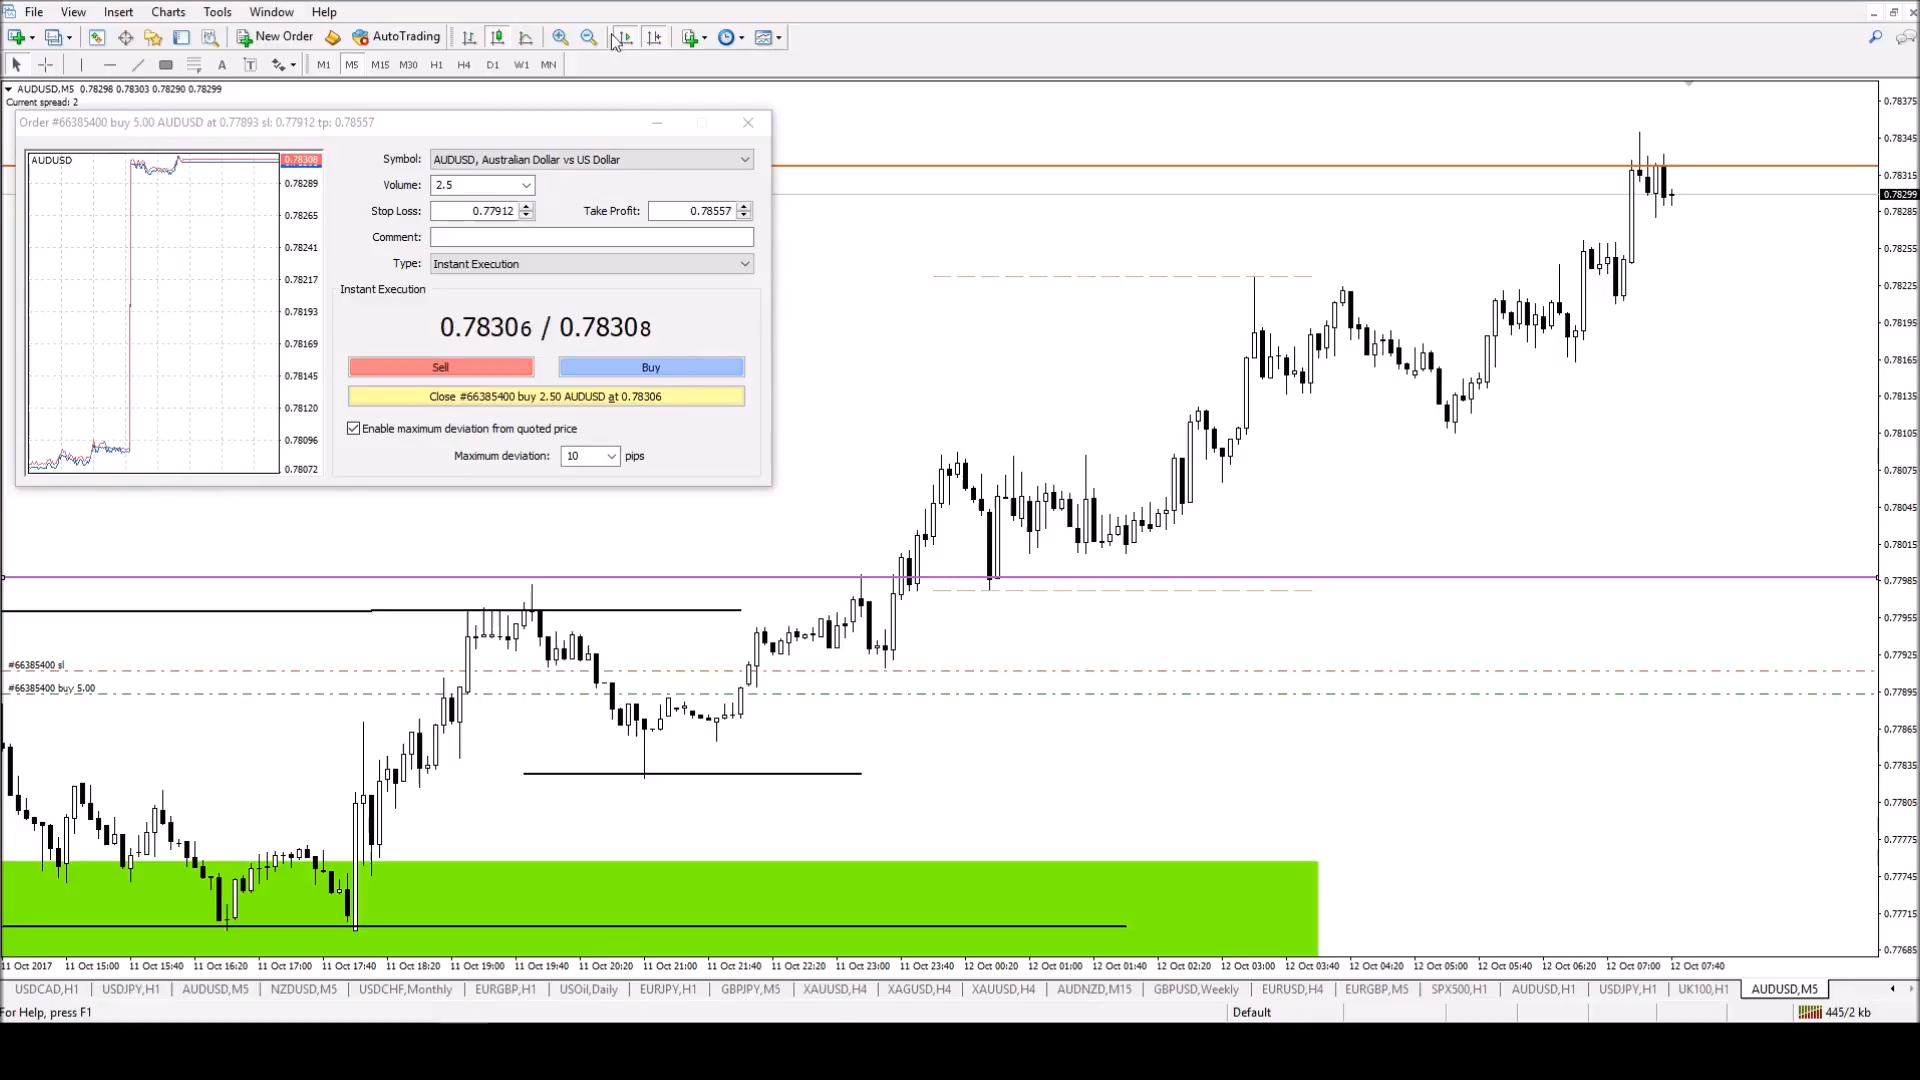 File View Insert Charts Tools Window Help
New Order AutoTrading
A T M1 M5 M15 M30 H1 H4 D1 W1 MN
AUDUSD,M5 0.78298 0.78303 0.78290 0.78299
Current spread: 2
Order #66385400 buy 5.00 AUDUSD at 0.77893 sl: 0.77912 tp: 0.78557
AUDUSD
0.78308
0.78289
0.78265
0.78241
0.78217
0.78193
0.78169
0.78145
0.78120
0.78096
0.78072
Symbol: AUDUSD, Australian Dollar vs US Dollar
Volume: 2.5
Stop Loss: 0.77912 Take Profit: 0.78557
Comment:
Type: Instant Execution
Instant Execution
0.78306 / 0.78308
Sell Buy
Close #66385400 buy 2.50 AUDUSD at 0.78306
Enable maximum deviation from quoted price
Maximum deviation: 10 pips
#66385400 sl
#66385400 buy 5.00
0.78375
0.78345
0.78315
0.78299
0.78285
0.78255
0.78225
0.78195
0.78165
0.78135
0.78105
0.78075
0.78045
0.78015
0.77985
0.77955
0.77925
0.77895
0.77865
0.77835
0.77805
0.77775
0.77745
0.77715
0.77685
11 Oct 2017 11 Oct 15:00 11 Oct 15:40 11 Oct 16:20 11 Oct 17:00 11 Oct 17:40 11 Oct 18:20 11 Oct 19:00 11 Oct 19:40 11 Oct 20:20 11 Oct 21:00 11 Oct 21:40 11 Oct 22:20 11 Oct 23:00 11 Oct 23:40 12 Oct 00:20 12 Oct 01:00 12 Oct 01:40 12 Oct 02:20 12 Oct 03:00 12 Oct 03:40 12 Oct 04:20 12 Oct 05:00 12 Oct 05:40 12 Oct 06:20 12 Oct 07:00 12 Oct 07:40
USDCAD,H1 USDJPY,H1 AUDUSD,M5 NZDUSD,M5 USDCHF,Monthly EURGBP,H1 USOil,Daily EURJPY,H1 GBPJPY,M5 XAUUSD,H4 XAGUSD,H4 XAUUSD,H4 AUDNZD,M15 GBPUSD,Weekly EURUSD,H4 EURGBP,M5 SPX500,H1 AUDUSD,H1 USDJPY,H1 UK100,H1 AUDUSD,M5
For Help, press F1 Default 445/2 kb